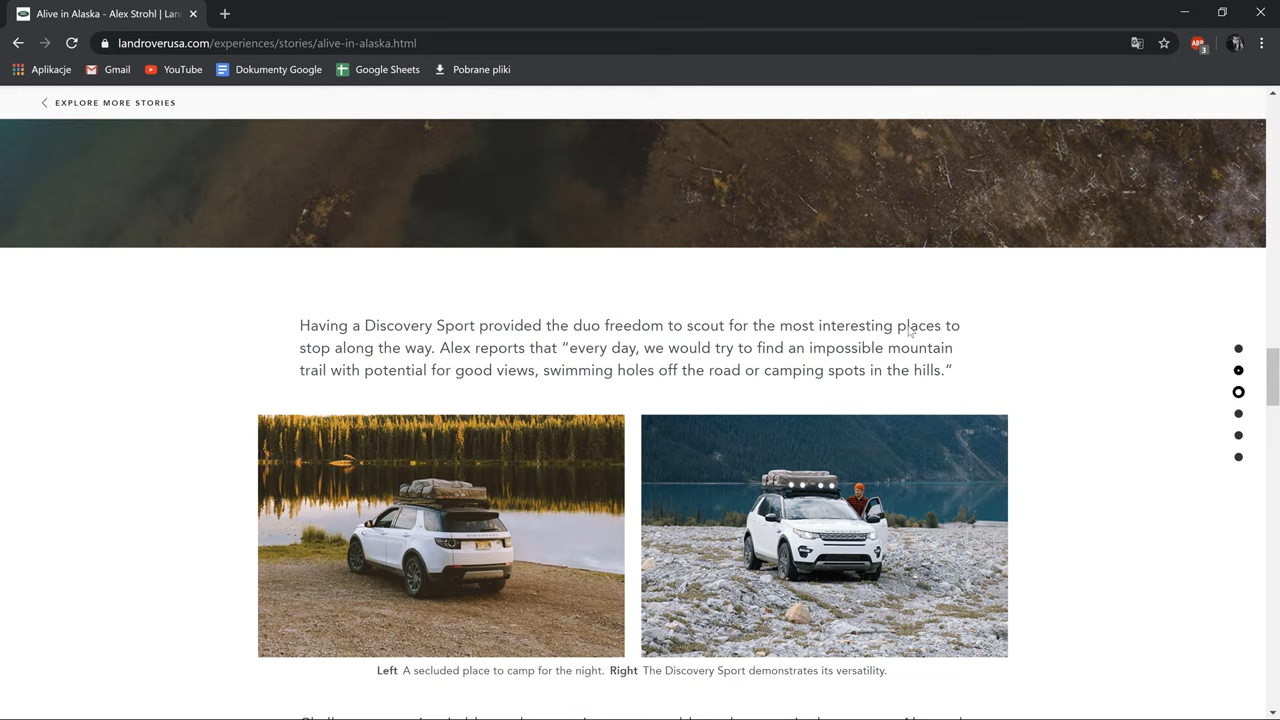 Alive in Alaska - Alex Strohl | Lan
landroverusa.com/experiences/stories/alive-in-alaska.html
ABP
3
Aplikacje
Gmail
YouTube
Dokumenty Google
Google Sheets
Pobrane pliki
EXPLORE MORE STORIES
Having a Discovery Sport provided the duo freedom to scout for the most interesting places to
stop along the way. Alex reports that “every day, we would try to find an impossible mountain
trail with potential for good views, swimming holes off the road or camping spots in the hills.”
Left A secluded place to camp for the night. Right The Discovery Sport demonstrates its versatility.